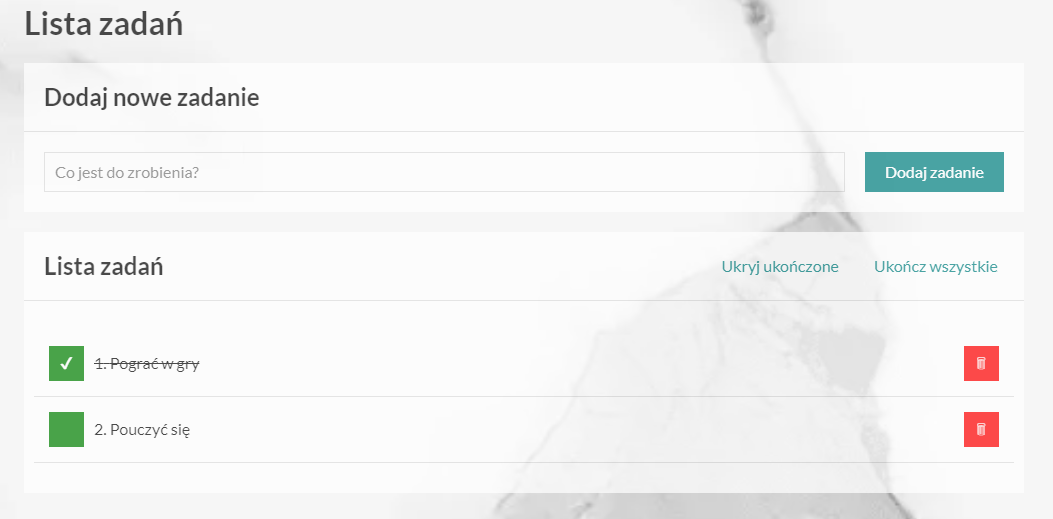 Lista zadań
Dodaj nowe zadanie
Co jest do zrobienia?
Dodaj zadanie
Lista zadań
Ukryj ukończone
Ukończ wszystkie
1. Pograć w gry
2. Pouczyć się